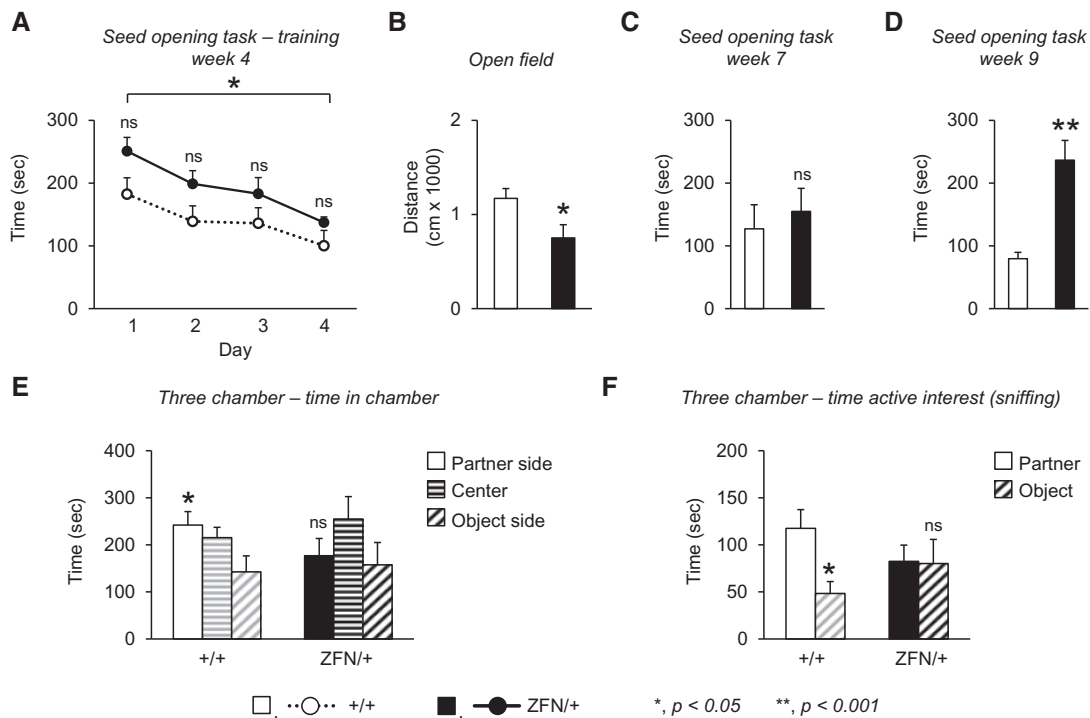 A
Seed opening task – training
week 4
*
300
200
100
0
Time (sec)
ns
ns
ns
ns
1 2 3 4
Day
B
Open field
2
1
0
Distance
(cm x 1000)
*
C
Seed opening task
week 7
300
200
100
0
Time (sec)
ns
D
Seed opening task
week 9
300
200
100
0
Time (sec)
**
E
Three chamber – time in chamber
400
300
200
100
0
Time (sec)
*
ns
+/+ ZFN/+
Partner side
Center
Object side
F
Three chamber – time active interest (sniffing)
200
150
100
50
0
Time (sec)
*
ns
+/+ ZFN/+
Partner
Object
+/+ ZFN/+ *, p < 0.05 **, p < 0.001